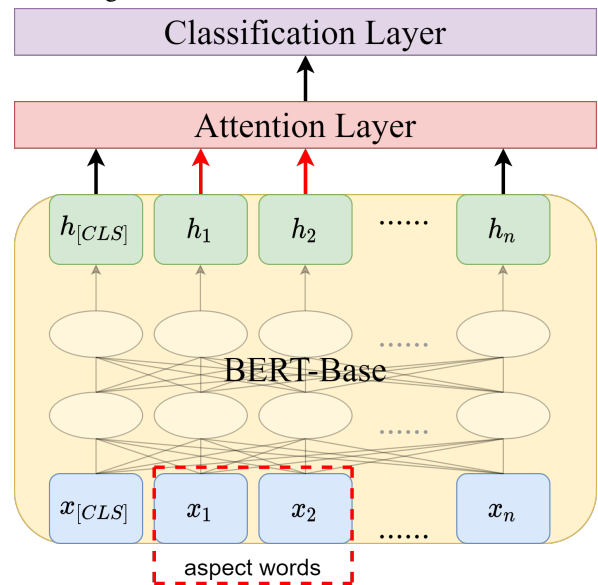 Classification Layer
Attention Layer
h[CLS] h1 h2 ...... hn
......
BERT-Base
......
x[CLS] x1 x2 ...... xn
aspect words